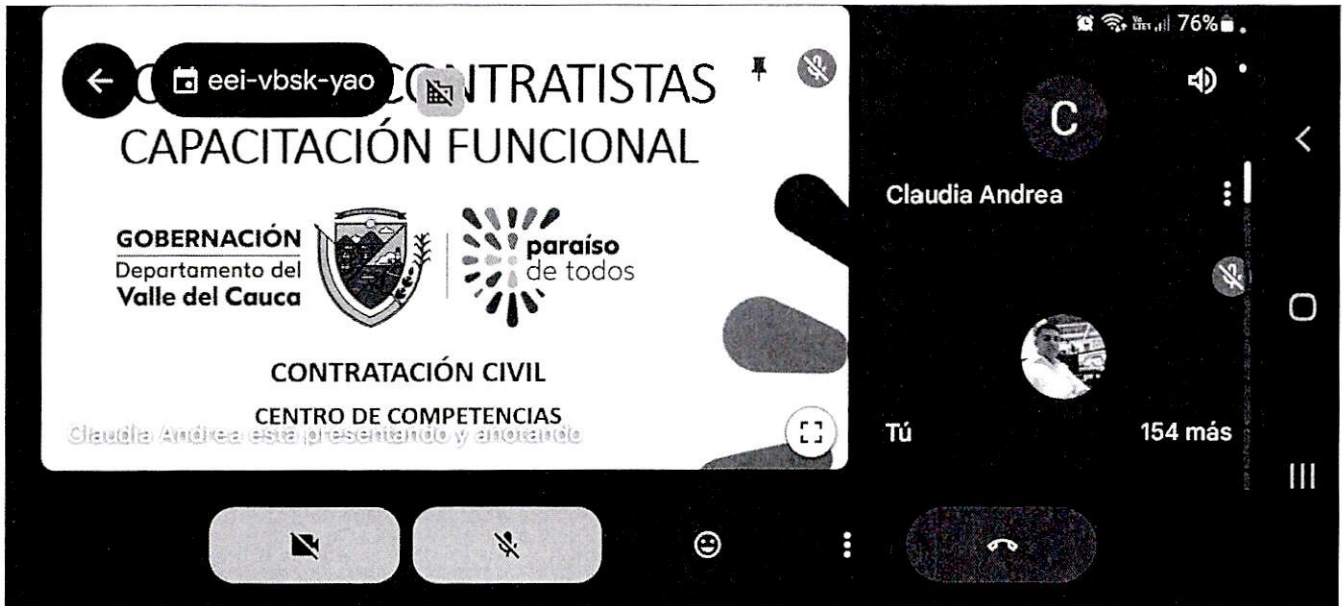 76%
eei-vbsk-yao
CONTRATISTAS
CAPACITACIÓN FUNCIONAL
GOBERNACIÓN
Departamento del
Valle del Cauca
paraíso
de todos
CONTRATACIÓN CIVIL
CENTRO DE COMPETENCIAS
Claudia Andrea está presentando y anotando
C
Claudia Andrea
Tú
154 más